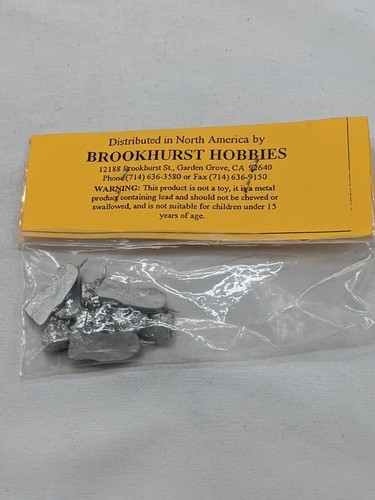 Distributed in North America by
BROOKHURST HOBBIES
12188 Brookhurst St., Garden Grove, CA 92640
Phone (714) 636-3580 or Fax (714) 636-9150
WARNING: This product is not a toy, it is a metal
product containing lead and should not be chewed or
swallowed, and is not suitable for children under 15
years of age.